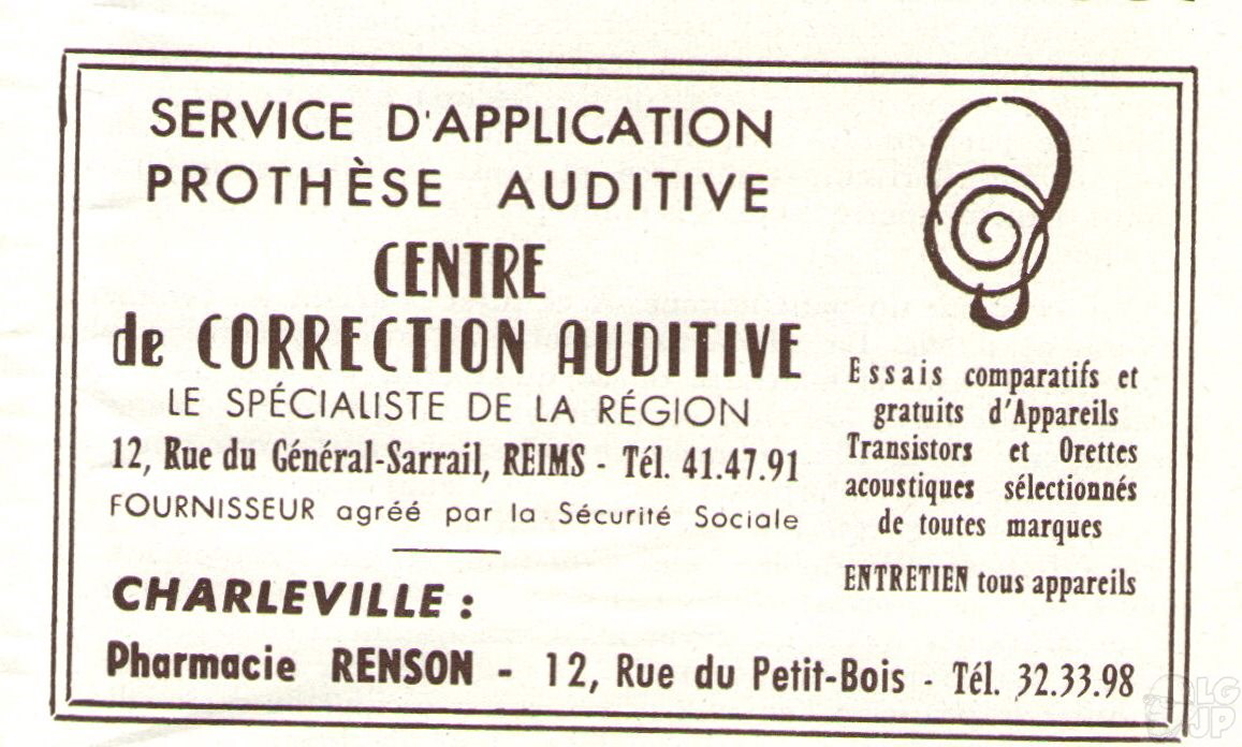 SERVICE D'APPLICATION
PROTHÈSE AUDITIVE
CENTRE
de CORRECTION AUDITIVE
LE SPÉCIALISTE DE LA RÉGION
12, Rue du Général-Sarrail, REIMS - Tél. 41.47.91
FOURNISSEUR agréé par la Sécurité Sociale
Essais comparatifs et
gratuits d'Appareils
Transistors et Orettes
acoustiques sélectionnés
de toutes marques
ENTRETIEN tous appareils
CHARLEVILLE :
Pharmacie RENSON - 12, Rue du Petit-Bois - Tél. 32.33.98
LG
JP